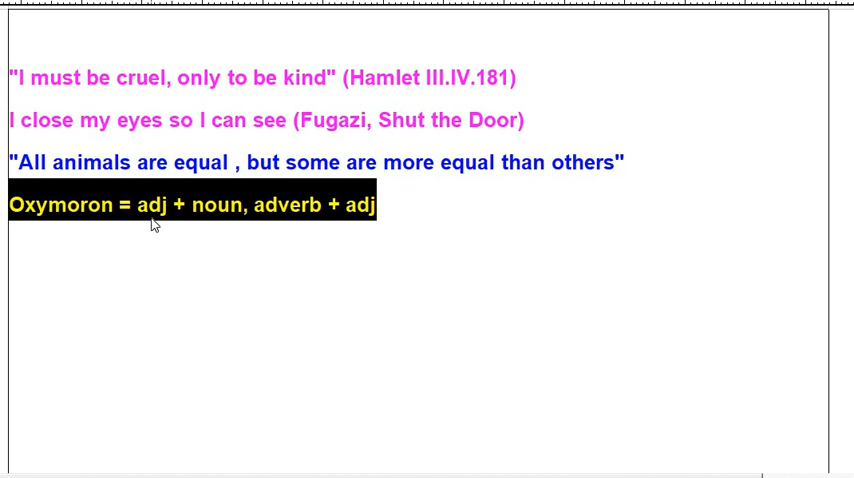 "I must be cruel, only to be kind" (Hamlet III.IV.181)
I close my eyes so I can see (Fugazi, Shut the Door)
"All animals are equal , but some are more equal than others"
Oxymoron = adj + noun, adverb + adj